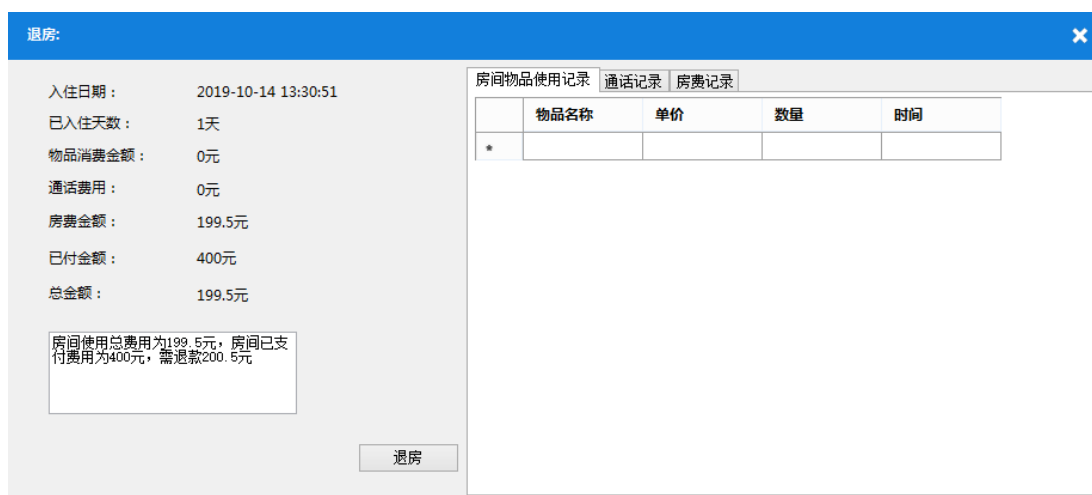 退房:
入住日期： 2019-10-14 13:30:51
已入住天数： 1天
物品消费金额： 0元
通话费用： 0元
房费金额： 199.5元
已付金额： 400元
总金额： 199.5元
房间使用总费用为199.5元，房间已支
付费用为400元，需退款200.5元
退房
房间物品使用记录 通话记录 房费记录
物品名称 单价 数量 时间
*